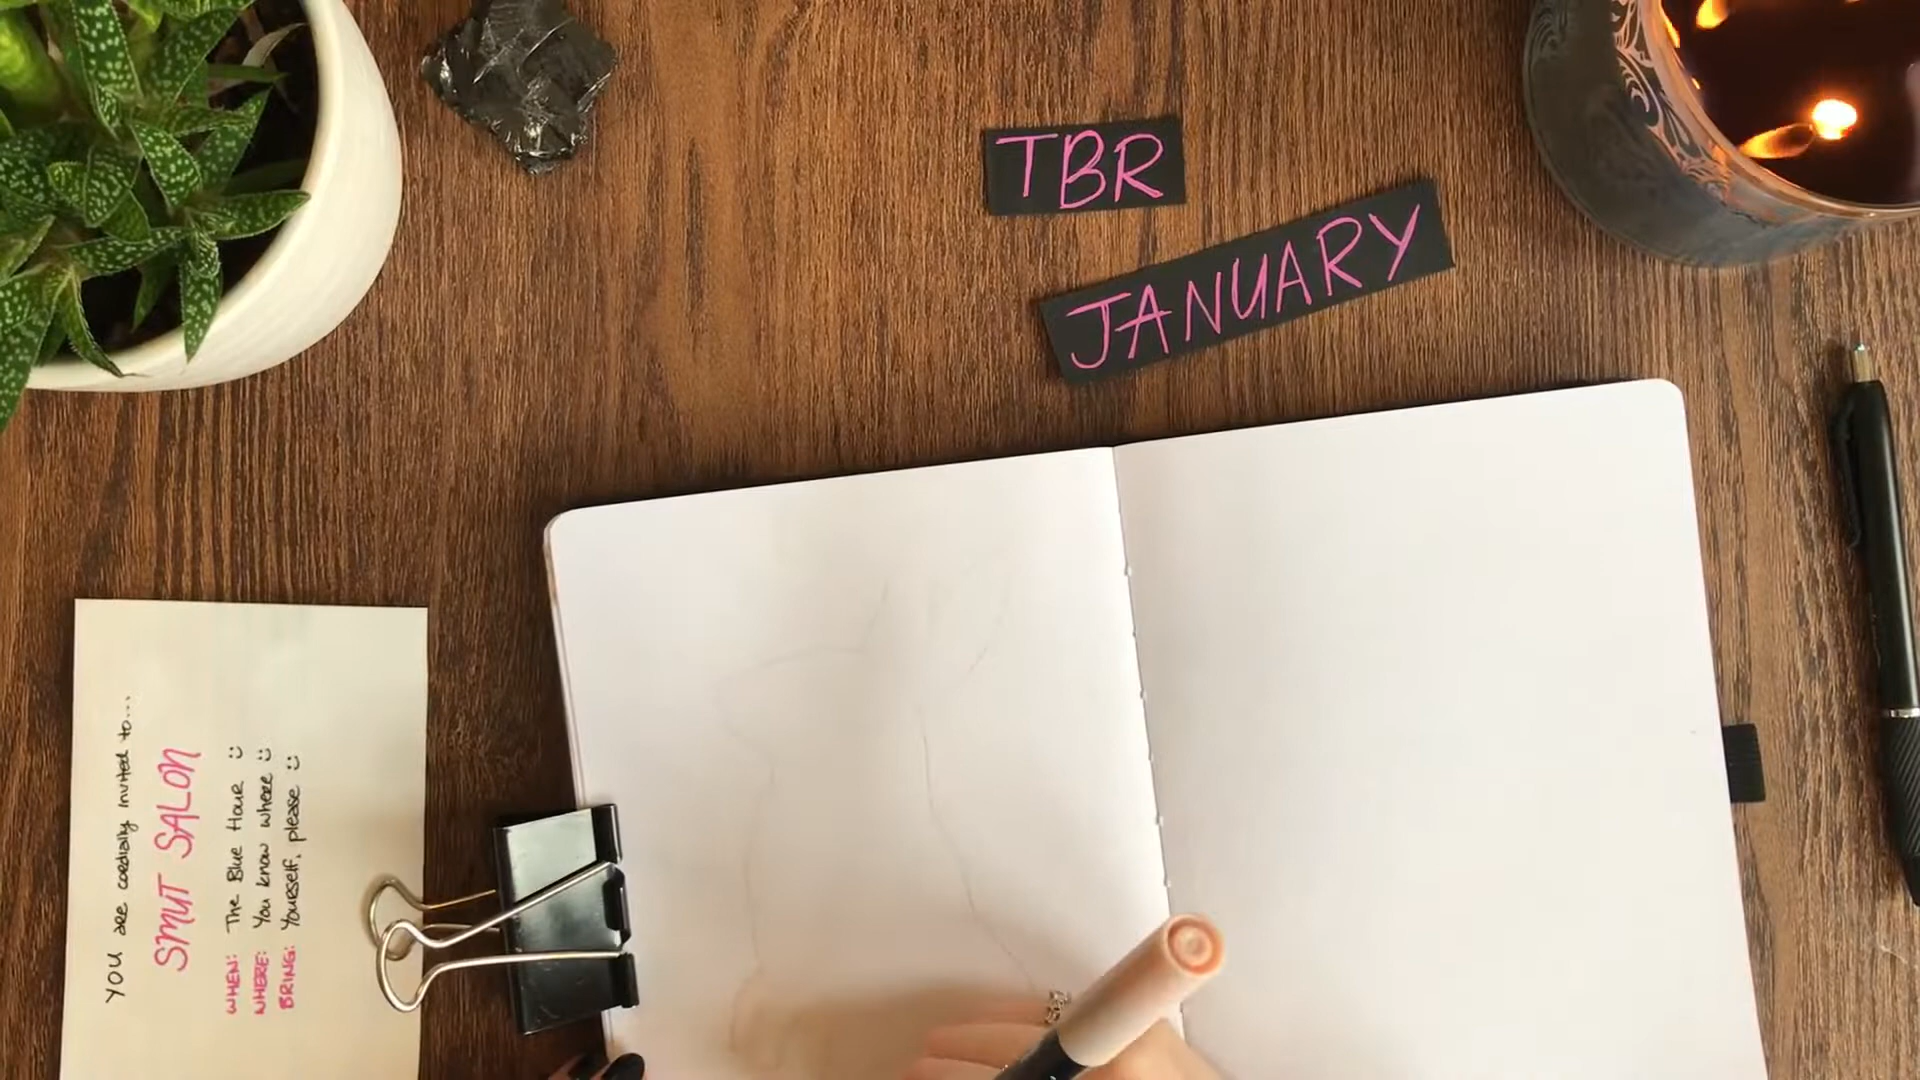 TBR
JANUARY
YOU are cordially invited to...
SMUT SALON
WHEN: The Blue Hour :)
WHERE: You know where :)
BRING: Yourself, please :)